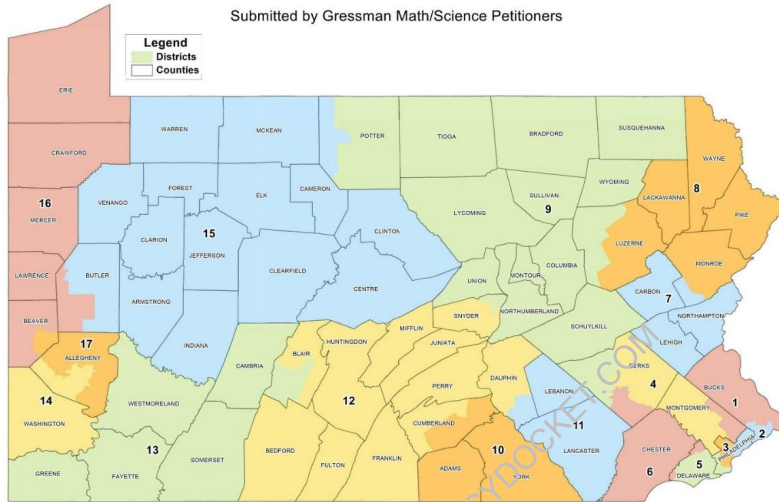 Submitted by Gressman Math/Science Petitioners
Legend
Districts
Counties
ERIE
CRAWFORD
WARREN
MCKEAN
POTTER
TIOGA
BRADFORD
SUSQUEHANNA
WAYNE
WYOMING
LACKAWANNA
8
PIKE
16
MERCER
VENANGO
FOREST
ELK
CAMERON
SULLIVAN
9
LYCOMING
CLINTON
LUZERNE
MONROE
CLARION
15
JEFFERSON
COLUMBIA
MONTOUR
UNION
CLEARFIELD
CENTRE
LAWRENCE
BUTLER
ARMSTRONG
CARBON
7
NORTHAMPTON
NORTHUMBERLAND
SNYDER
SCHUYLKILL
LEHIGH
BEAVER
INDIANA
MIFFLIN
JUNIATA
17
ALLEGHENY
CAMBRIA
BLAIR
HUNTINGDON
DAUPHIN
BERKS
4
BUCKS
1
PERRY
LEBANON
14
WASHINGTON
WESTMORELAND
12
CUMBERLAND
11
LANCASTER
MONTGOMERY
2
3
PHILADELPHIA
13
SOMERSET
BEDFORD
FULTON
FRANKLIN
ADAMS
10
YORK
CHESTER
6
5
DELAWARE
GREENE
FAYETTE
YDOCKET.COM